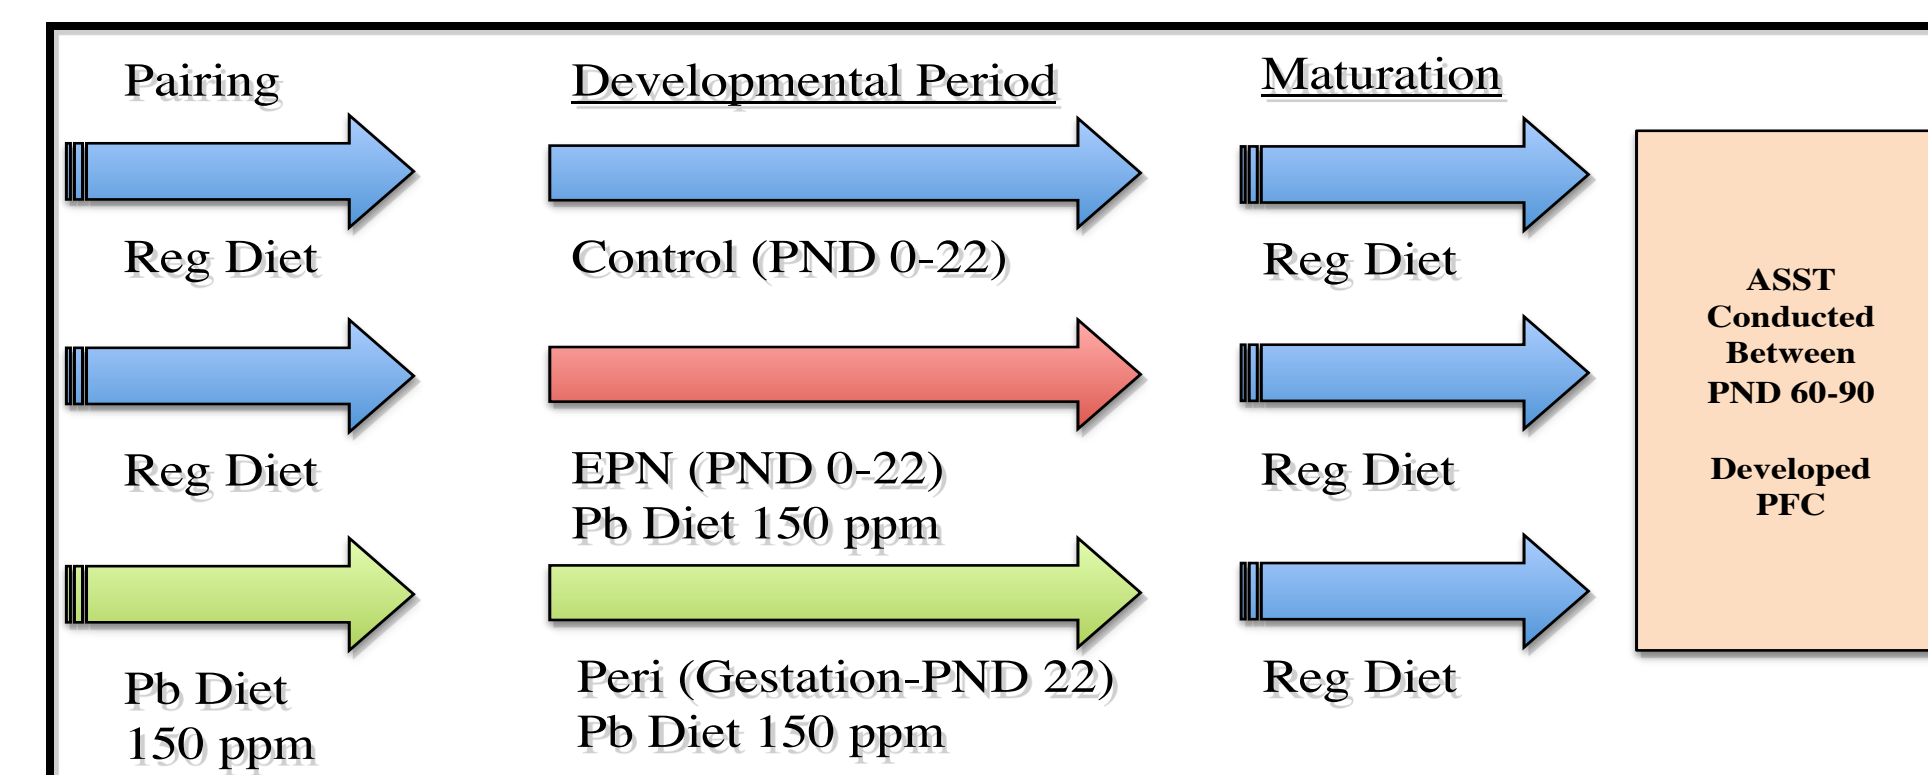 Pairing
Developmental Period
Maturation
Reg Diet
Control (PND 0-22)
Reg Diet
Reg Diet
EPN (PND 0-22)
Pb Diet 150 ppm
Reg Diet
Pb Diet
150 ppm
Peri (Gestation-PND 22)
Pb Diet 150 ppm
Reg Diet
ASST
Conducted
Between
PND 60-90
Developed
PFC